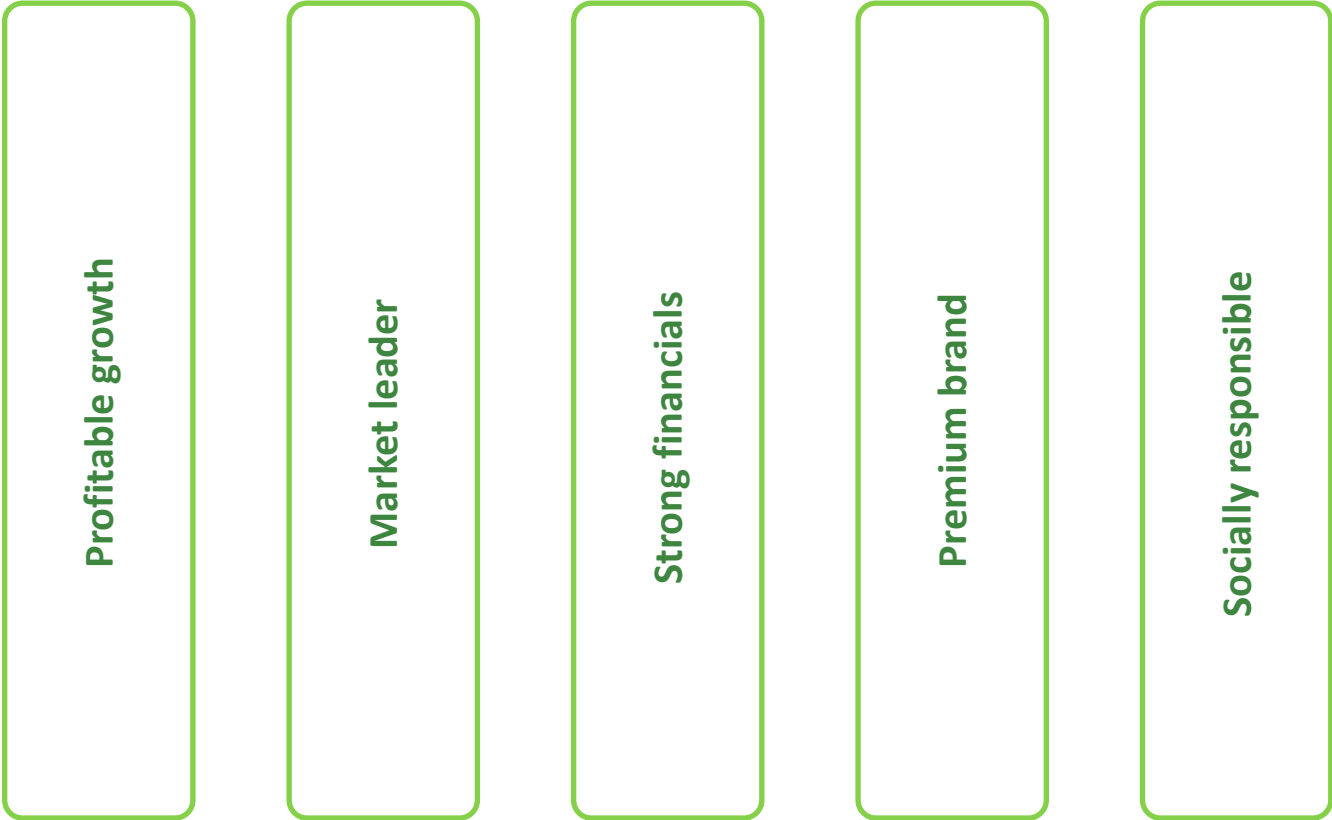 Profitable growth
Market leader
Strong financials
Premium brand
Socially responsible